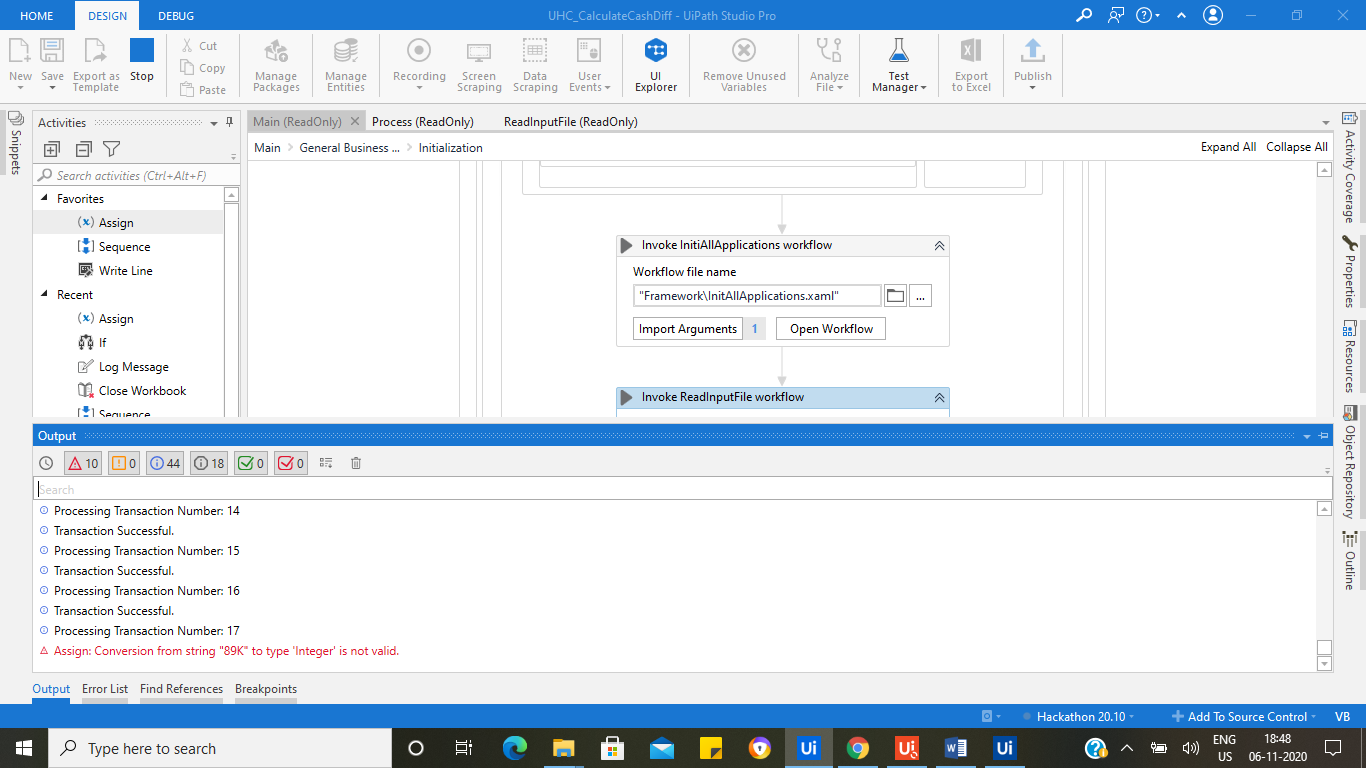 HOME DESIGN DEBUG UHC_CalculateCashDiff - UiPath Studio Pro
New Save Export as Template Stop Cut Copy Paste Manage Packages Manage Entities Recording Screen Scraping Data Scraping User Events UI Explorer Remove Unused Variables Analyze File Test Manager Export to Excel Publish
Snippets
Activities
Search activities (Ctrl+Alt+F)
Favorites
Assign
Sequence
Write Line
Recent
Assign
If
Log Message
Close Workbook
Sequence
Main (ReadOnly) Process (ReadOnly) ReadInputFile (ReadOnly)
Main General Business ... Initialization Expand All Collapse All
Invoke InitiAllApplications workflow
Workflow file name
"Framework\InitAllApplications.xaml" ...
Import Arguments 1 Open Workflow
Invoke ReadInputFile workflow
Activity Coverage
Properties
Resources
Object Repository
Outline
Output
10 0 44 18 0 0
Search
Processing Transaction Number: 14
Transaction Successful.
Processing Transaction Number: 15
Transaction Successful.
Processing Transaction Number: 16
Transaction Successful.
Processing Transaction Number: 17
Assign: Conversion from string "89K" to type 'Integer' is not valid.
Output Error List Find References Breakpoints
Hackathon 20.10 Add To Source Control VB
Type here to search
Ui Ui W Ui
ENG US
18:48
06-11-2020